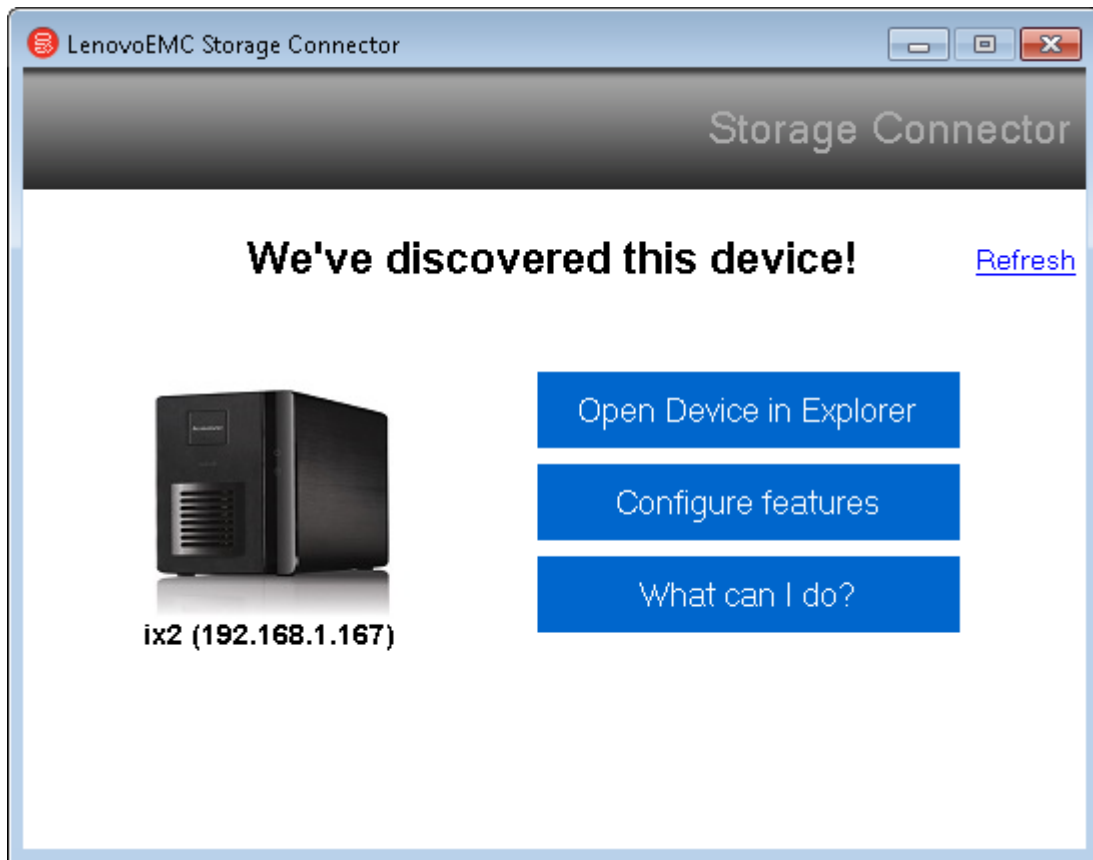 LenovoEMC Storage Connector
Storage Connector
We've discovered this device!
Refresh
Open Device in Explorer
Configure features
What can I do?
ix2 (192.168.1.167)